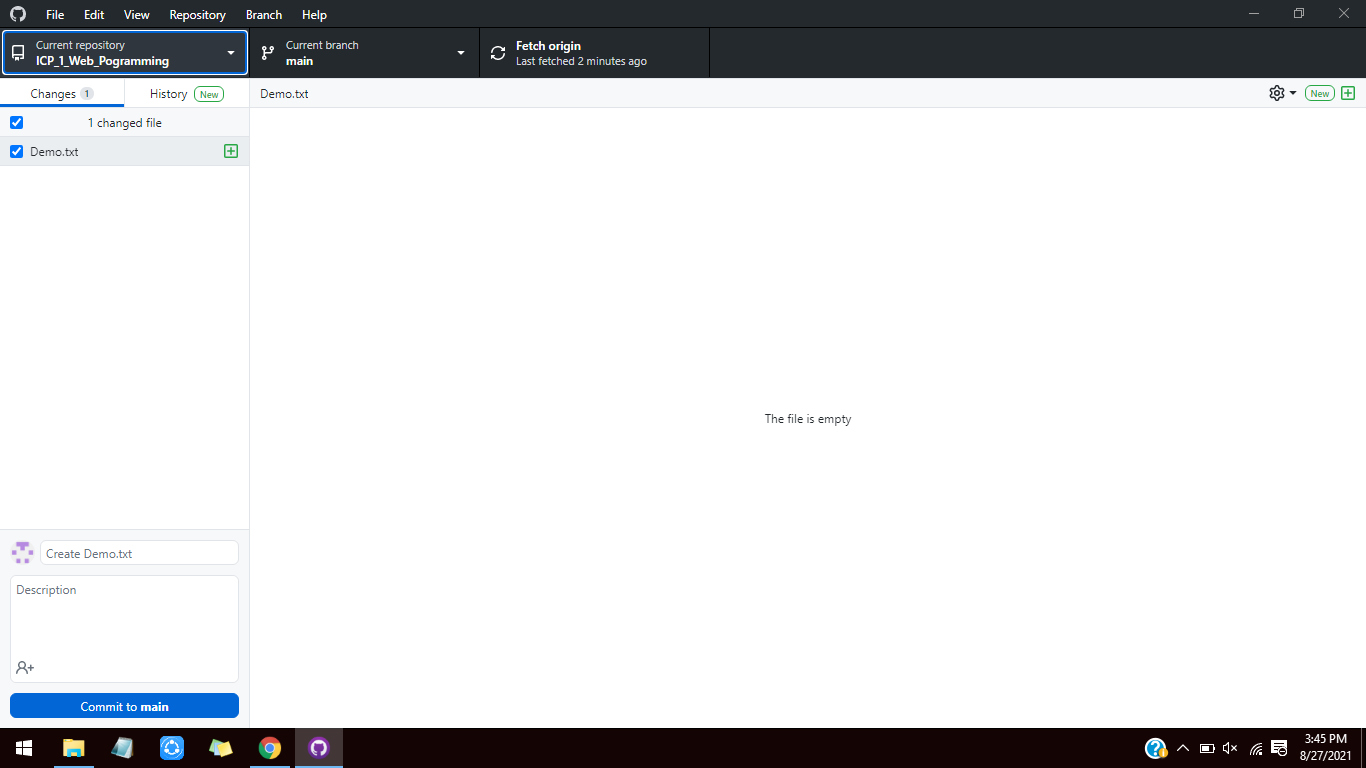 File Edit View Repository Branch Help
Current repository
ICP_1_Web_Pogramming
Current branch
main
Fetch origin
Last fetched 2 minutes ago
Changes 1
History New
Demo.txt
New
1 changed file
Demo.txt
The file is empty
Create Demo.txt
Description
Commit to main
3:45 PM
8/27/2021